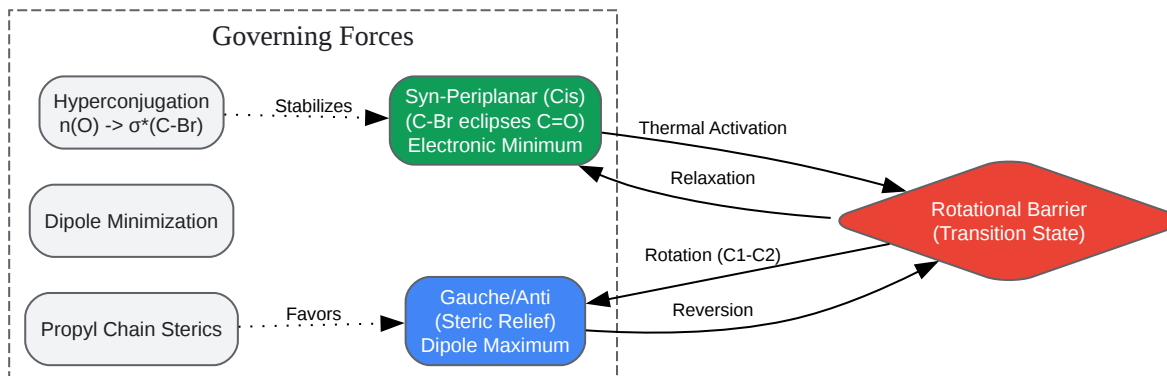 Governing Forces
Hyperconjugation
n(O) -> σ*(C-Br)
Stabilizes
Syn-Periplanar (Cis)
(C-Br eclipses C=O)
Electronic Minimum
Thermal Activation
Relaxation
Dipole Minimization
Rotational Barrier
(Transition State)
Rotation (C1-C2)
Propyl Chain Sterics
Favors
Gauche/Anti
(Steric Relief)
Dipole Maximum
Reversion